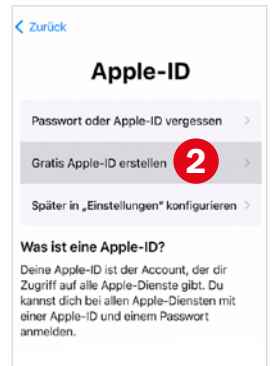 Zurück
Apple-ID
Passwort oder Apple-ID vergessen
Gratis Apple-ID erstellen 2
Später in „Einstellungen" konfigurieren
Was ist eine Apple-ID?
Deine Apple-ID ist der Account, der dir
Zugriff auf alle Apple-Dienste gibt. Du
kannst dich bei allen Apple-Diensten mit
einer Apple-ID und einem Passwort
anmelden.